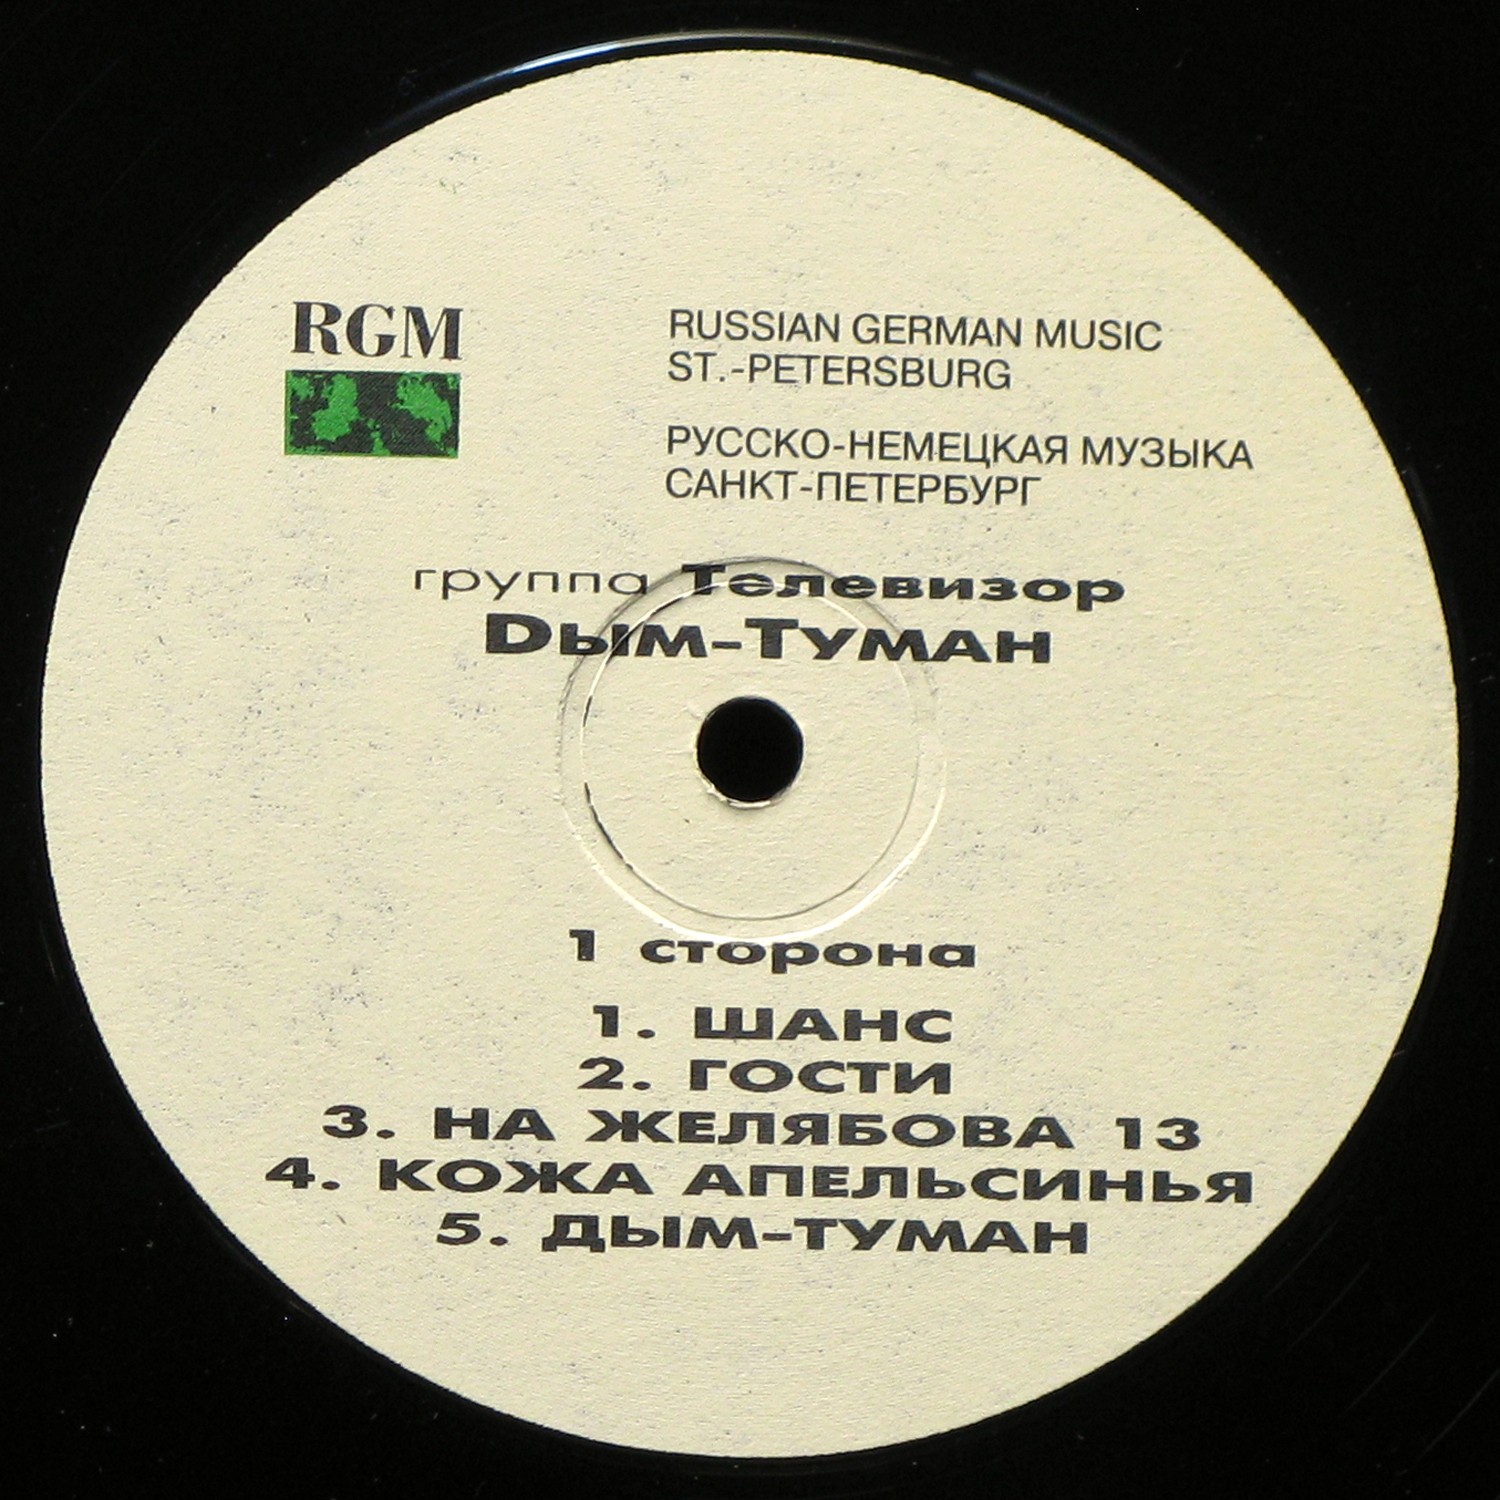 RGM
RUSSIAN GERMAN MUSIC
ST.-PETERSBURG
РУССКО-НЕМЕЦКАЯ МУЗЫКА
САНКТ-ПЕТЕРБУРГ
группа Телевизор
Dым-Туман
1 сторона
1. ШАНС
2. ГОСТИ
3. НА ЖЕЛЯБОВА 13
4. КОЖА АПЕЛЬСИНЬЯ
5. ДЫМ-ТУМАН